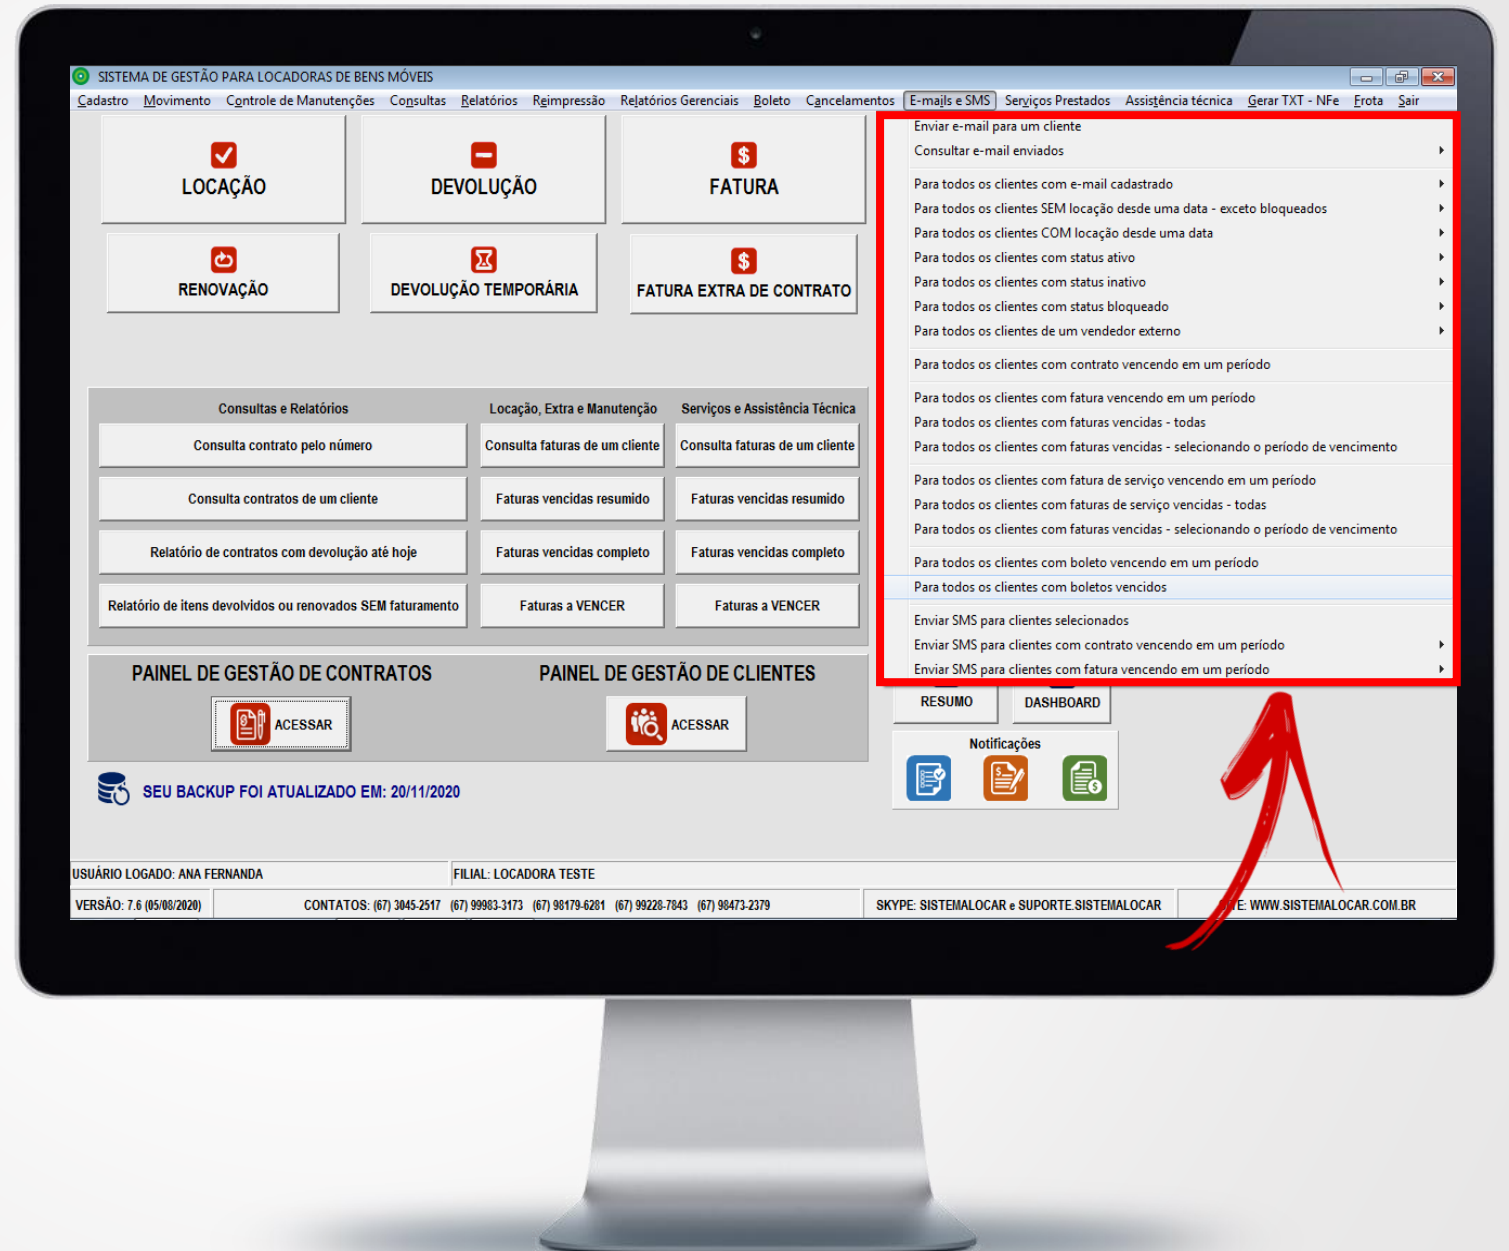 SISTEMA DE GESTÃO PARA LOCADORAS DE BENS MÓVEIS
Cadastro Movimento Controle de Manutenções Consultas Relatórios Reimpressão Relatórios Gerenciais Boleto Cancelamentos E-mails e SMS Serviços Prestados Assistência técnica Gerar TXT - NFe Frota Sair
LOCAÇÃO
DEVOLUÇÃO
FATURA
RENOVAÇÃO
DEVOLUÇÃO TEMPORÁRIA
FATURA EXTRA DE CONTRATO
Enviar e-mail para um cliente
Consultar e-mail enviados
Para todos os clientes com e-mail cadastrado
Para todos os clientes SEM locação desde uma data - exceto bloqueados
Para todos os clientes COM locação desde uma data
Para todos os clientes com status ativo
Para todos os clientes com status inativo
Para todos os clientes com status bloqueado
Para todos os clientes de um vendedor externo
Para todos os clientes com contrato vencendo em um período
Para todos os clientes com fatura vencendo em um período
Para todos os clientes com faturas vencidas - todas
Para todos os clientes com faturas vencidas - selecionando o período de vencimento
Para todos os clientes com fatura de serviço vencendo em um período
Para todos os clientes com faturas de serviço vencidas - todas
Para todos os clientes com faturas vencidas - selecionando o período de vencimento
Para todos os clientes com boleto vencendo em um período
Para todos os clientes com boletos vencidos
Enviar SMS para clientes selecionados
Enviar SMS para clientes com contrato vencendo em um período
Enviar SMS para clientes com fatura vencendo em um período
Consultas e Relatórios
Locação, Extra e Manutenção
Serviços e Assistência Técnica
Consulta contrato pelo número
Consulta faturas de um cliente
Consulta faturas de um cliente
Consulta contratos de um cliente
Faturas vencidas resumido
Faturas vencidas resumido
Relatório de contratos com devolução até hoje
Faturas vencidas completo
Faturas vencidas completo
Relatório de itens devolvidos ou renovados SEM faturamento
Faturas a VENCER
Faturas a VENCER
PAINEL DE GESTÃO DE CONTRATOS
PAINEL DE GESTÃO DE CLIENTES
ACESSAR
ACESSAR
RESUMO
DASHBOARD
Notificações
SEU BACKUP FOI ATUALIZADO EM: 20/11/2020
USUÁRIO LOGADO: ANA FERNANDA
FILIAL: LOCADORA TESTE
VERSÃO: 7.6 (05/08/2020)
CONTATOS: (67) 3045-2517 (67) 99983-3173 (67) 98179-6281 (67) 99228-7843 (67) 98473-2379
SKYPE: SISTEMALOCAR e SUPORTE.SISTEMALOCAR
WWW.SISTEMALOCAR.COM.BR